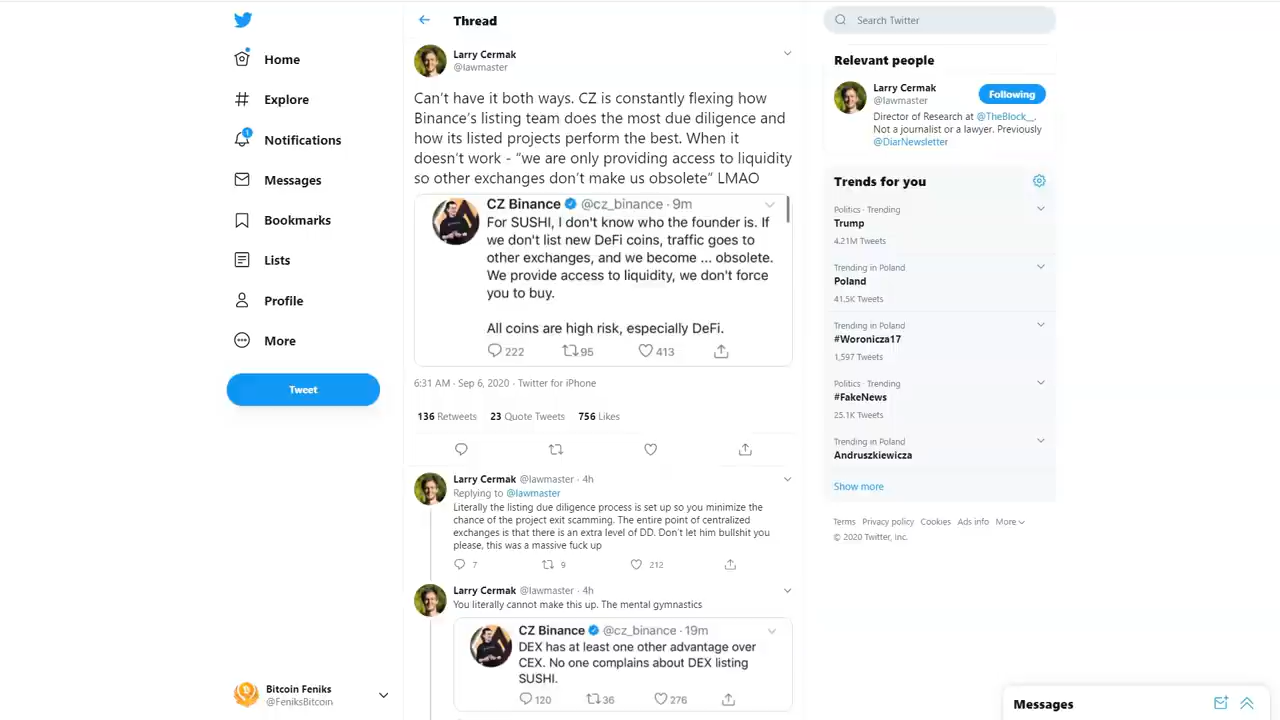 Home
Explore
1
Notifications
Messages
Bookmarks
Lists
Profile
More
Tweet
Bitcoin Feniks
@FeniksBitcoin
Thread
Larry Cermak
@lawmaster
Can't have it both ways. CZ is constantly flexing how
Binance's listing team does the most due diligence and
how its listed projects perform the best. When it
doesn't work - "we are only providing access to liquidity
so other exchanges don't make us obsolete" LMAO
CZ Binance @cz_binance · 9m
For SUSHI, I don't know who the founder is. If
we don't list new DeFi coins, traffic goes to
other exchanges, and we become ... obsolete.
We provide access to liquidity, we don't force
you to buy.
All coins are high risk, especially DeFi.
222 95 413
6:31 AM · Sep 6, 2020 · Twitter for iPhone
136 Retweets 23 Quote Tweets 756 Likes
Larry Cermak @lawmaster · 4h
Replying to @lawmaster
Literally the listing due diligence process is set up so you minimize the
chance of the project exit scamming. The entire point of centralized
exchanges is that there is an extra level of DD. Don't let him bullshit you
please, this was a massive fuck up
7 9 212
Larry Cermak @lawmaster · 4h
You literally cannot make this up. The mental gymnastics
CZ Binance @cz_binance · 19m
DEX has at least one other advantage over
CEX. No one complains about DEX listing
SUSHI.
120 36 276
Search Twitter
Relevant people
Larry Cermak
@lawmaster
Following
Director of Research at @TheBlock__.
Not a journalist or a lawyer. Previously
@DiarNewsletter
Trends for you
Politics · Trending
Trump
4.21M Tweets
Trending in Poland
Poland
41.5K Tweets
Trending in Poland
#Woronicza17
1,597 Tweets
Politics · Trending
#FakeNews
25.1K Tweets
Trending in Poland
Andruszkiewicza
Show more
Terms Privacy policy Cookies Ads info More
© 2020 Twitter, Inc.
Messages